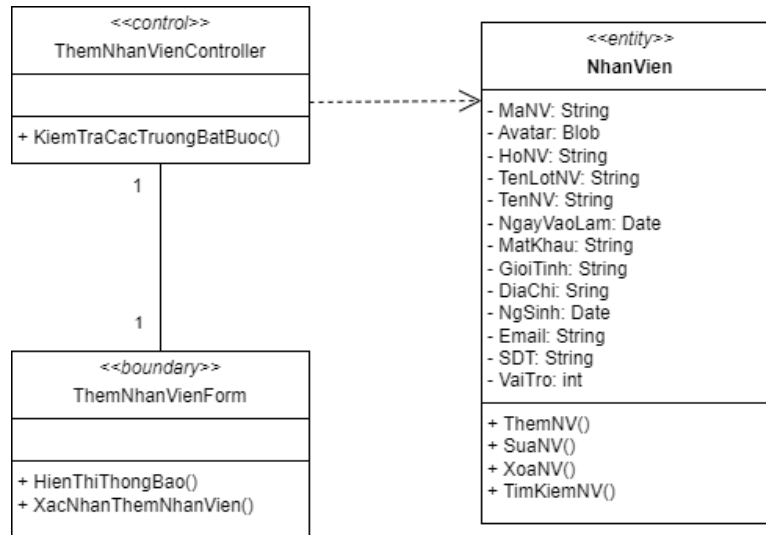 <<control>>
ThemNhanVienController
+ KiemTraCacTruongBatBuoc()
1
1
<<boundary>>
ThemNhanVienForm
+ HienThiThongBao()
+ XacNhanThemNhanVien()
<<entity>>
NhanVien
- MaNV: String
- Avatar: Blob
- HoNV: String
- TenLotNV: String
- TenNV: String
- NgayVaoLam: Date
- MatKhau: String
- GioiTinh: String
- DiaChi: Sring
- NgSinh: Date
- Email: String
- SDT: String
- VaiTro: int
+ ThemNV()
+ SuaNV()
+ XoaNV()
+ TimKiemNV()